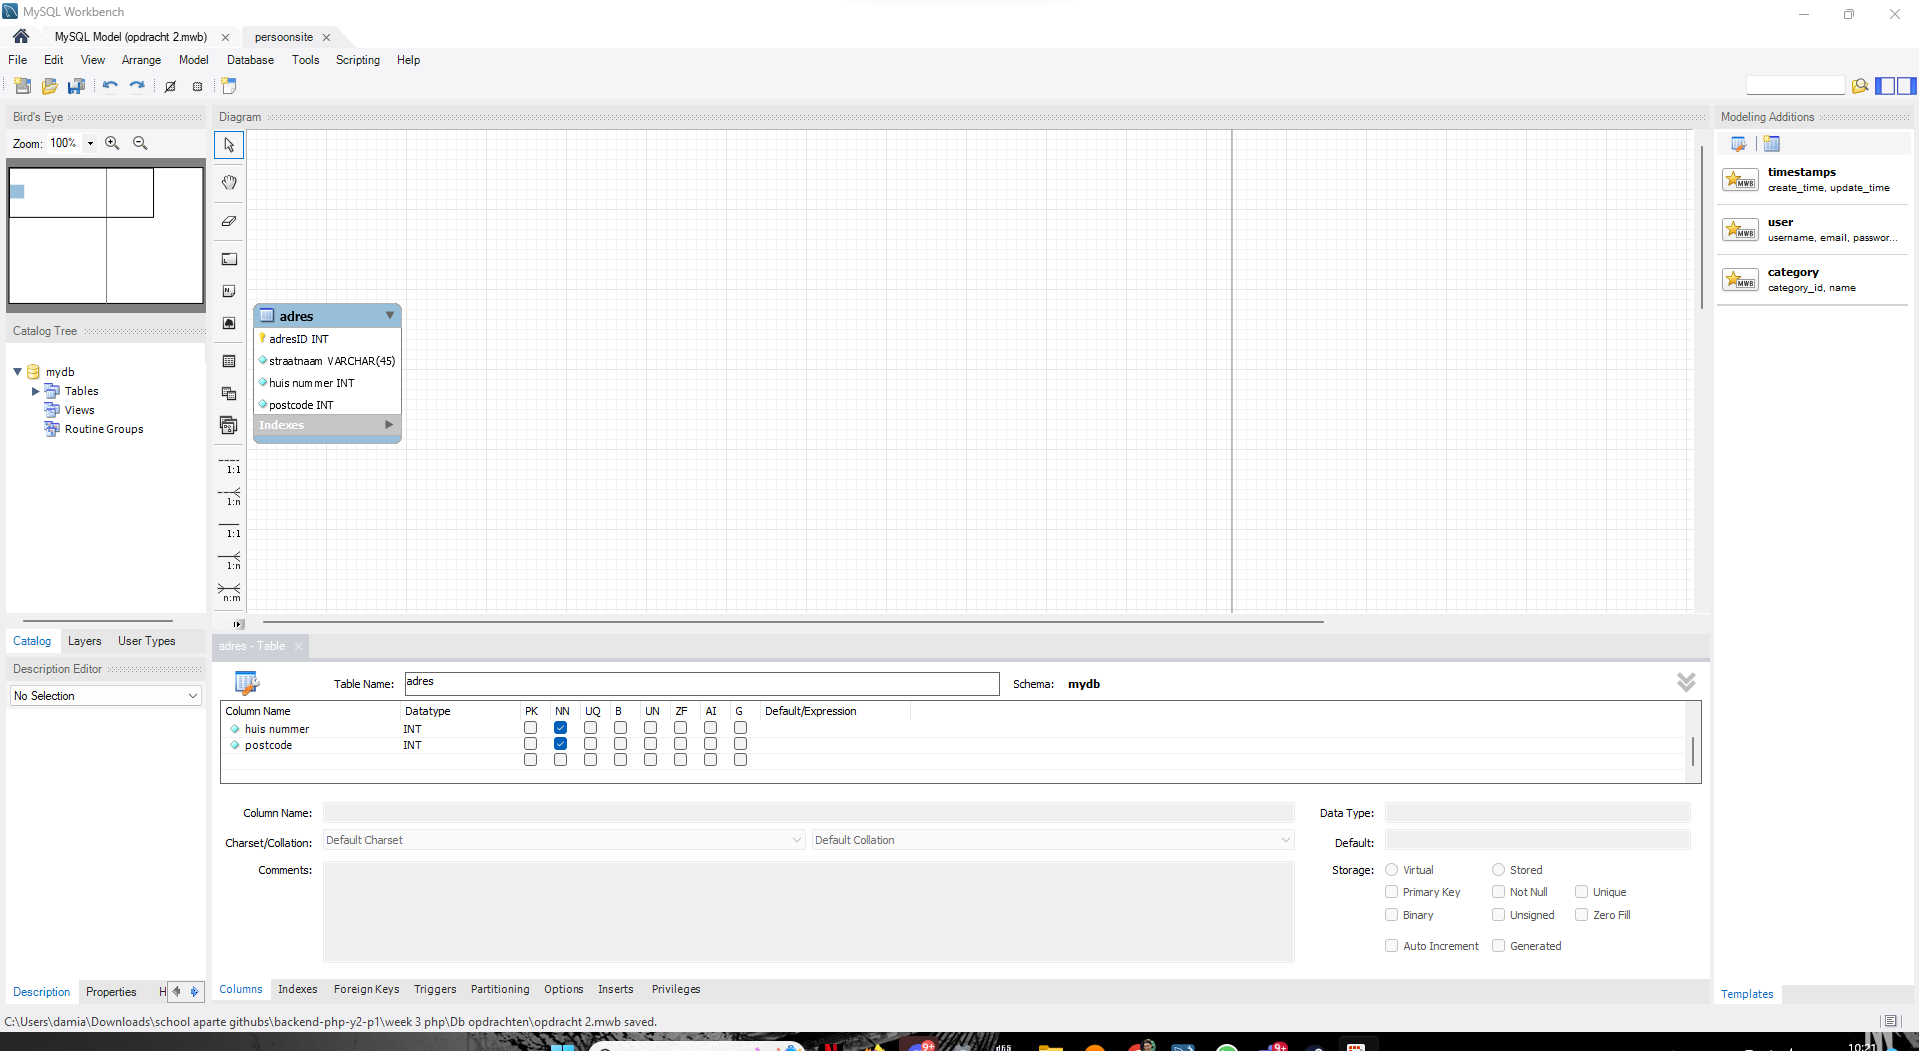 MySQL Workbench
MySQL Model (opdracht 2.mwb)
persoonsite
File Edit View Arrange Model Database Tools Scripting Help
Bird's Eye
Zoom: 100%
Catalog Tree
mydb
Tables
Views
Routine Groups
Catalog Layers User Types
Description Editor
No Selection
Description Properties H
Diagram
1:1
1:n
1:1
1:n
n:m
adres
adresID INT
straatnaam VARCHAR(45)
huis nummer INT
postcode INT
Indexes
adres - Table
Table Name: adres Schema: mydb
Column Name Datatype PK NN UQ B UN ZF AI G Default/Expression
huis nummer INT
postcode INT
Column Name: Data Type:
Charset/Collation: Default Charset Default Collation Default:
Comments: Storage: Virtual Stored
Primary Key Not Null Unique
Binary Unsigned Zero Fill
Auto Increment Generated
Columns Indexes Foreign Keys Triggers Partitioning Options Inserts Privileges
Modeling Additions
timestamps
create_time, update_time
user
username, email, passwor...
category
category_id, name
Templates
C:\Users\damia\Downloads\school aparte githubs\backend-php-y2-p1\week 3 php\Db opdrachten\opdracht 2.mwb saved.
9+
9+
10:21